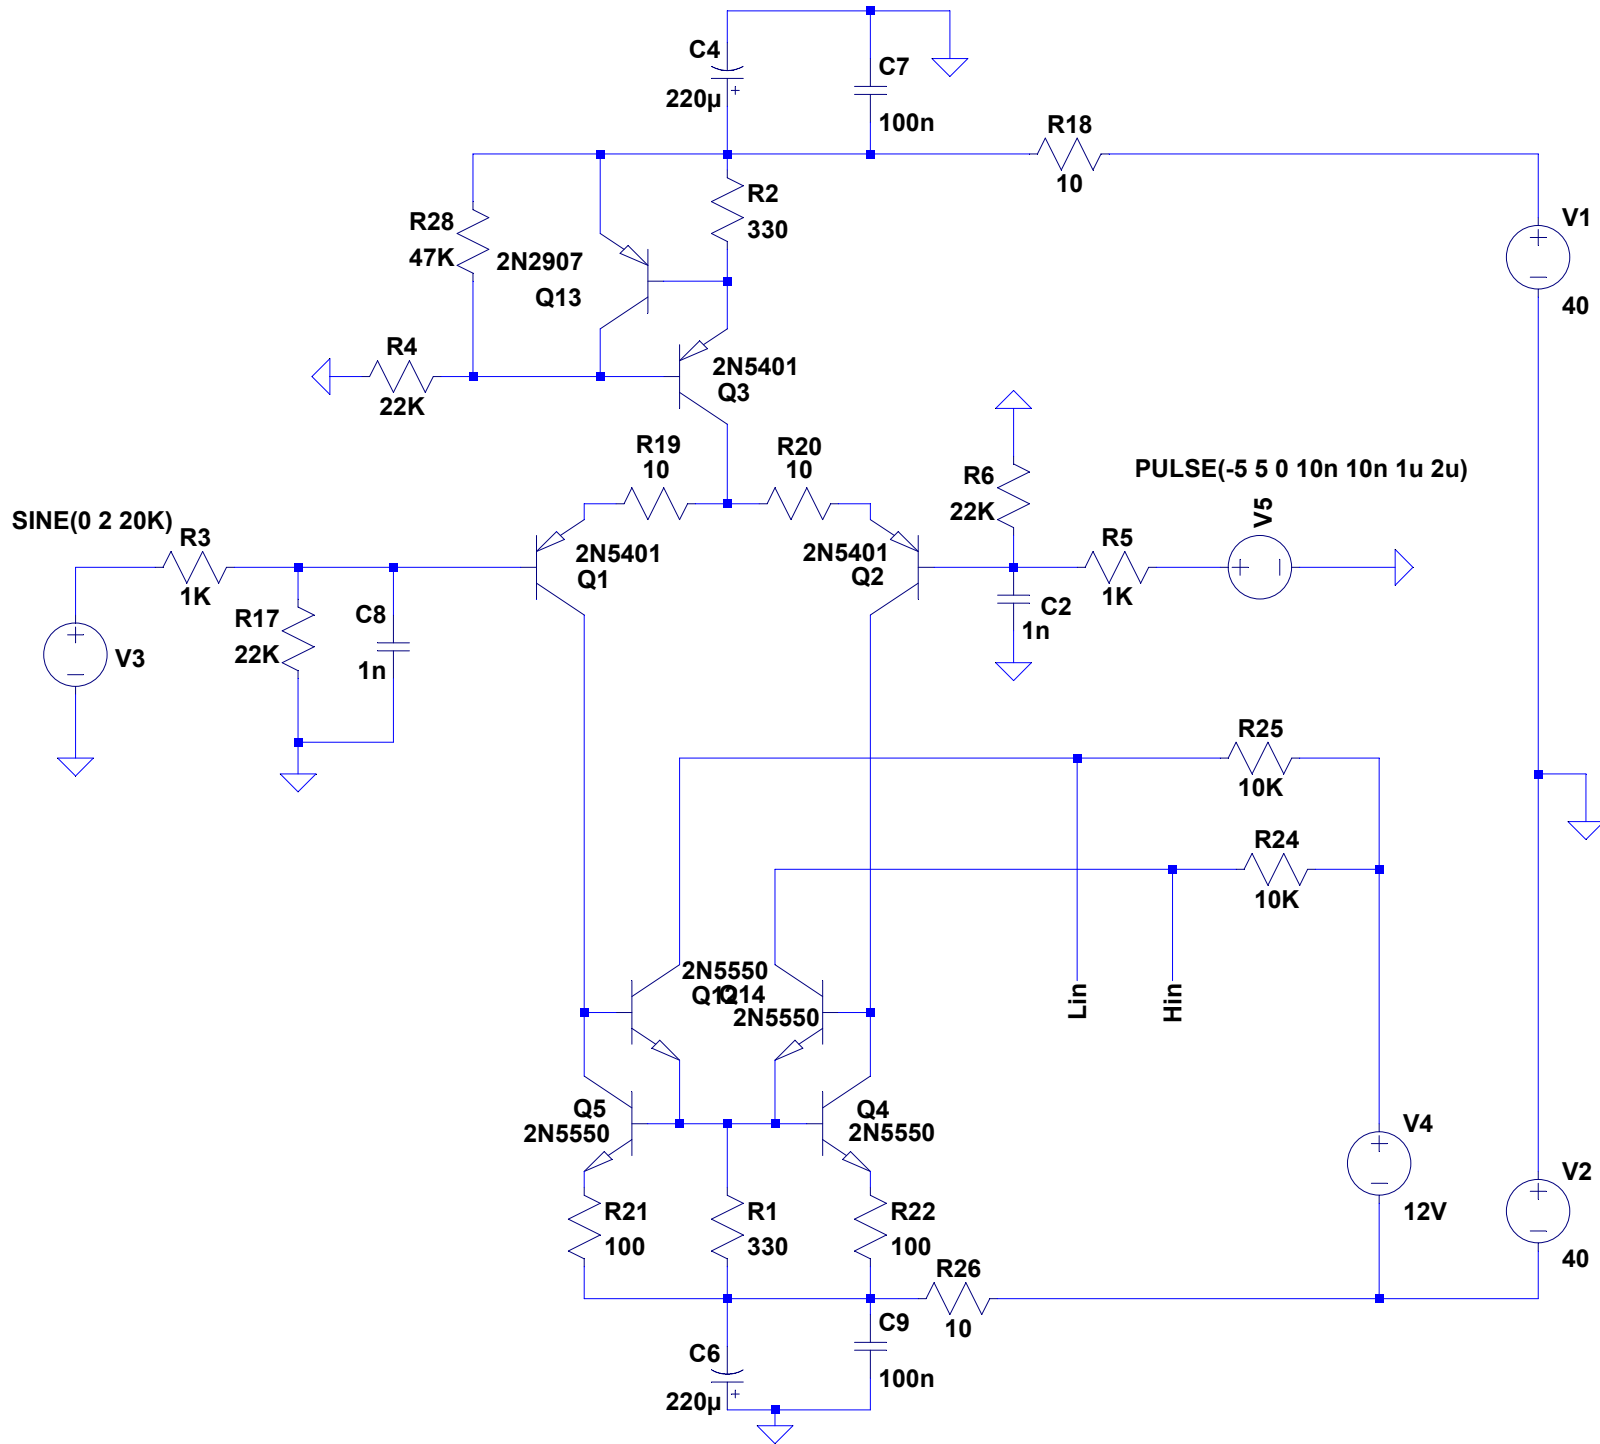 C4
220µ
+
C7
100n
R18
10
R2
330
R28
47K
2N2907
Q13
V1
40
R4
22K
2N5401
Q3
R19
10
R20
10
R6
22K
PULSE(-5 5 0 10n 10n 1u 2u)
V5
SINE(0 2 20K)
R3
1K
2N5401
Q1
2N5401
Q2
R5
1K
C2
1n
R17
22K
C8
1n
V3
R25
10K
R24
10K
2N5550
Q12
Q14
2N5550
Lin
Hin
Q5
2N5550
Q4
2N5550
V4
12V
V2
40
R21
100
R1
330
R22
100
R26
10
C6
220µ
+
C9
100n